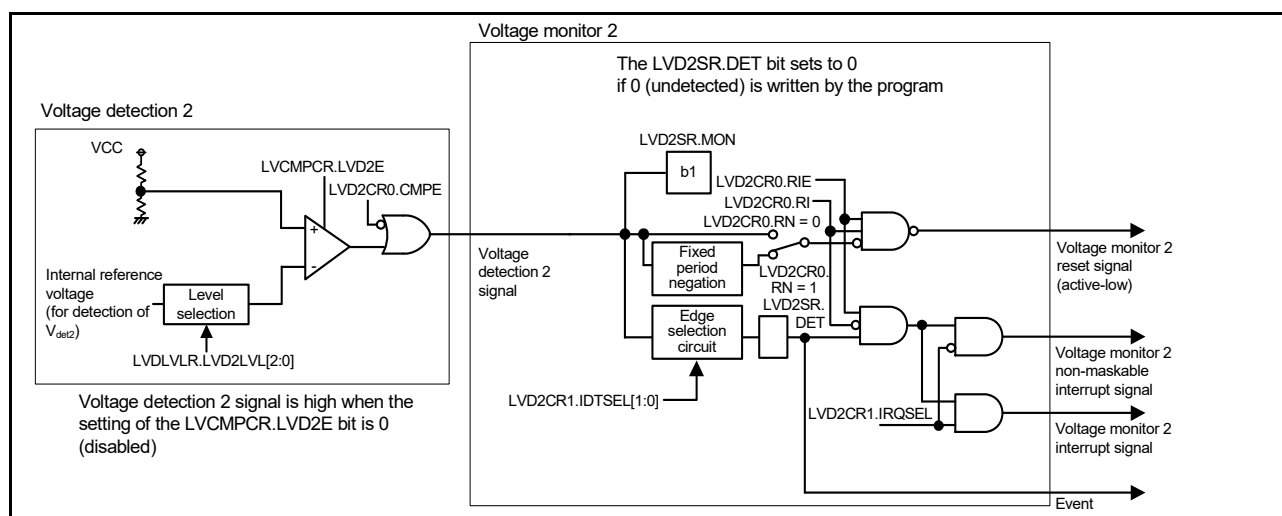 Voltage monitor 2
The LVD2SR.DET bit sets to 0
if 0 (undetected) is written by the program
Voltage detection 2
VCC
LVCMPCR.LVD2E
LVD2CR0.CMPE
+
-
Internal reference
voltage
(for detection of
Vdet2)
Level
selection
LVDLVLR.LVD2LVL[2:0]
Voltage detection 2 signal is high when the
setting of the LVCMPCR.LVD2E bit is 0
(disabled)
Voltage
detection 2
signal
LVD2SR.MON
b1
LVD2CR0.RIE
LVD2CR0.RI
LVD2CR0.RN = 0
Fixed
period
negation
LVD2CR0.
RN = 1
LVD2SR.
DET
Edge
selection
circuit
LVD2CR1.IDTSEL[1:0]
LVD2CR1.IRQSEL
Voltage monitor 2
reset signal
(active-low)
Voltage monitor 2
non-maskable
interrupt signal
Voltage monitor 2
interrupt signal
Event